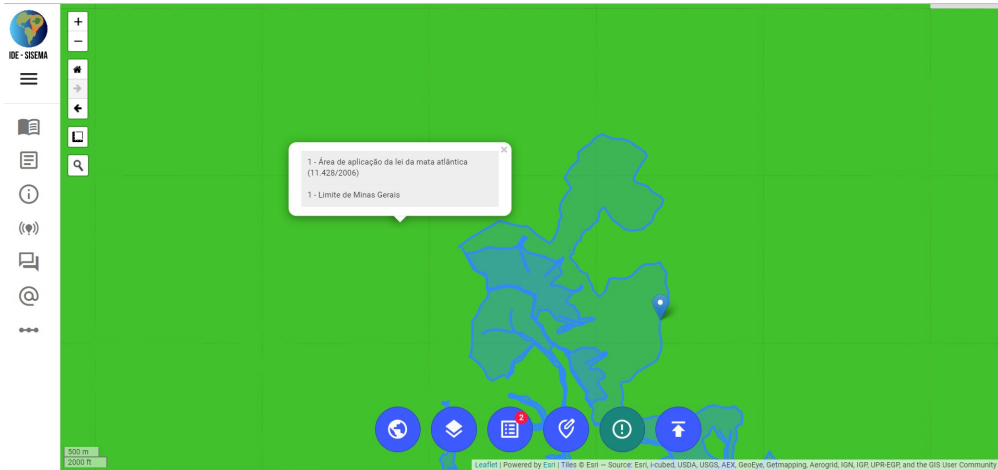 IDE - SISEMA
+
−
1 - Área de aplicação da lei da mata atlântica
(11.428/2006)
1 - Limite de Minas Gerais
×
2
500 m
2000 ft
Leaflet | Powered by Esri | Tiles © Esri — Source: Esri, i-cubed, USDA, USGS, AEX, GeoEye, Getmapping, Aerogrid, IGN, IGP, UPR-EGP, and the GIS User Community